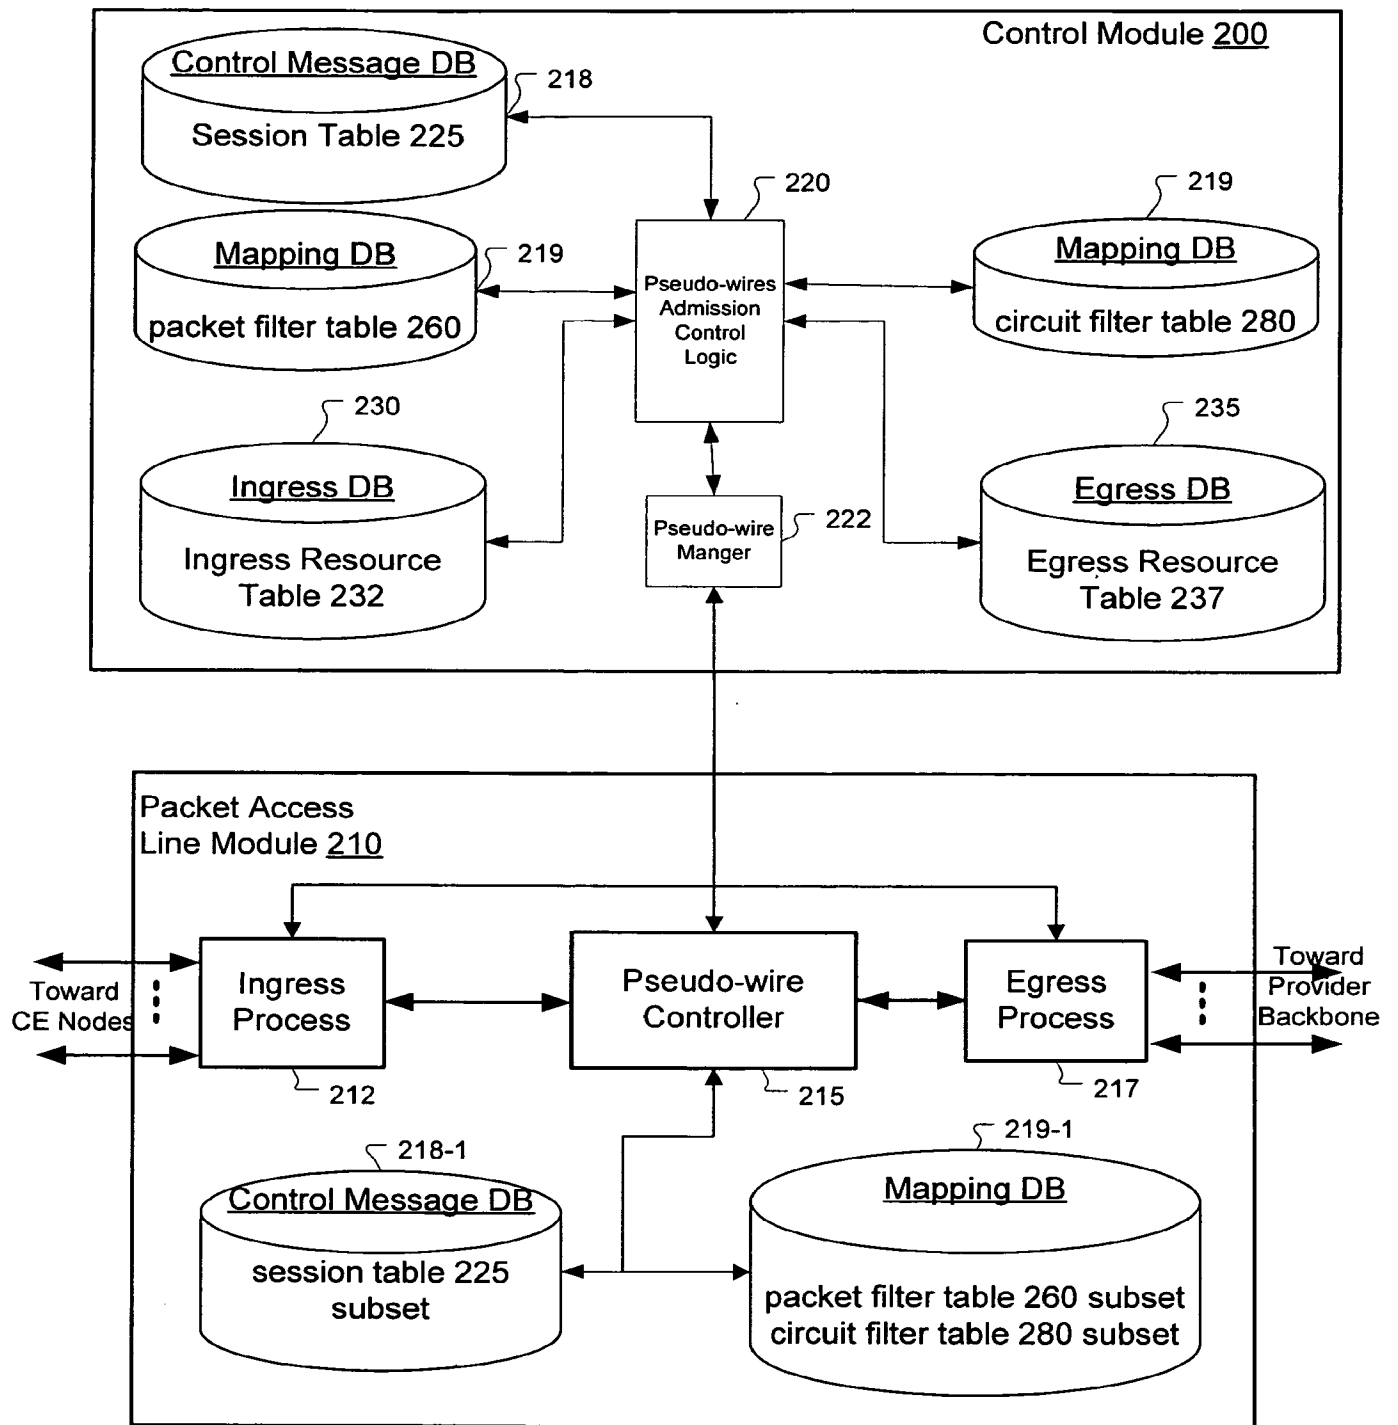 Control Module 200
Control Message DB
218
Session Table 225
220
219
Mapping DB
219
packet filter table 260
Pseudo-wires
Admission
Control
Logic
Mapping DB
circuit filter table 280
230
235
Ingress DB
Ingress Resource
Table 232
Pseudo-wire
Manger
222
Egress DB
Egress Resource
Table 237
Packet Access
Line Module 210
Toward
CE Nodes
Ingress
Process
Pseudo-wire
Controller
Egress
Process
Toward
Provider
Backbone
212
215
217
218-1
219-1
Control Message DB
session table 225
subset
Mapping DB
packet filter table 260 subset
circuit filter table 280 subset